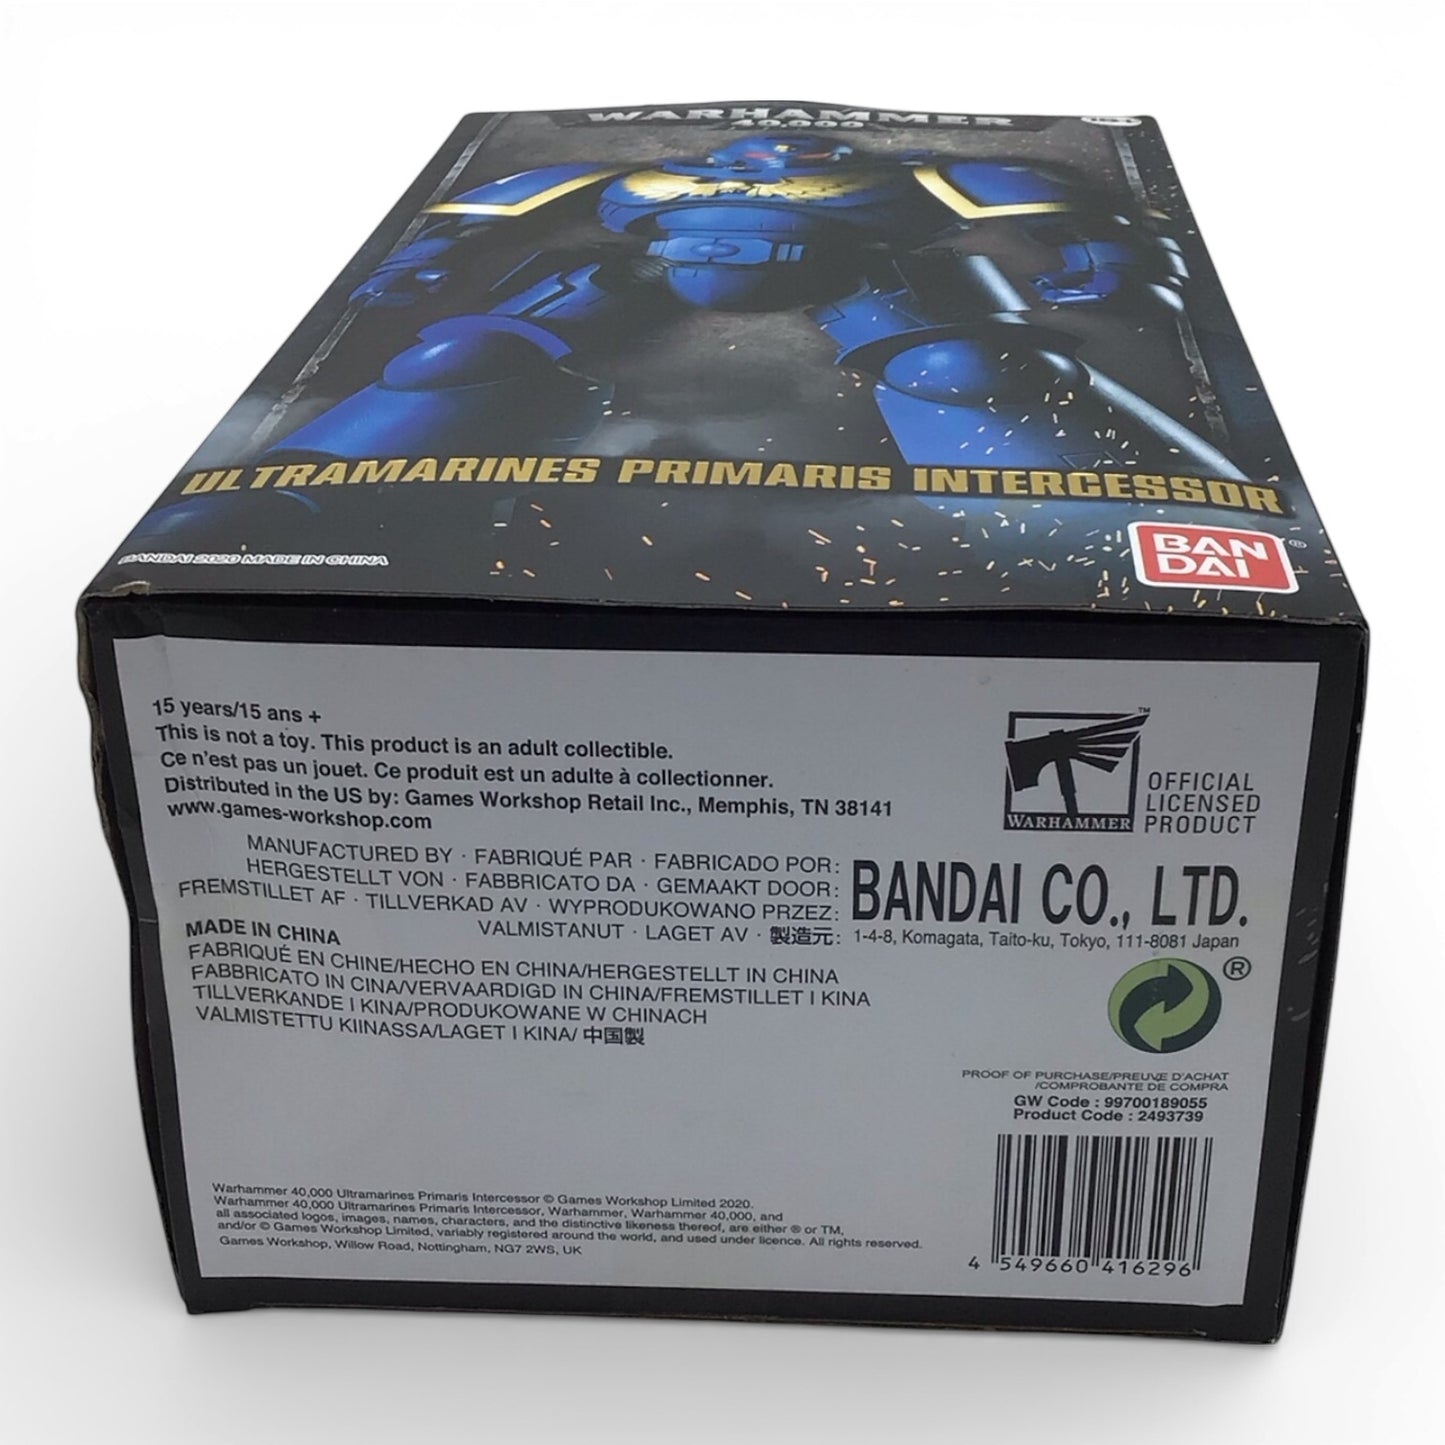 WARHAMMER
40,000
ULTRAMARINES PRIMARIS INTERCESSOR
BANDAI 2020 MADE IN CHINA
BAN
DAI ®
15 years/15 ans +
This is not a toy. This product is an adult collectible.
Ce n'est pas un jouet. Ce produit est un adulte à collectionner.
Distributed in the US by: Games Workshop Retail Inc., Memphis, TN 38141
www.games-workshop.com
™
WARHAMMER
OFFICIAL
LICENSED
PRODUCT
MANUFACTURED BY · FABRIQUÉ PAR · FABRICADO POR:
HERGESTELLT VON · FABBRICATO DA · GEMAAKT DOOR:
FREMSTILLET AF · TILLVERKAD AV · WYPRODUKOWANO PRZEZ:
VALMISTANUT · LAGET AV · 製造元:
BANDAI CO., LTD.
1-4-8, Komagata, Taito-ku, Tokyo, 111-8081 Japan
MADE IN CHINA
FABRIQUÉ EN CHINE/HECHO EN CHINA/HERGESTELLT IN CHINA
FABBRICATO IN CINA/VERVAARDIGD IN CHINA/FREMSTILLET I KINA
TILLVERKANDE I KINA/PRODUKOWANE W CHINACH
VALMISTETTU KIINASSA/LAGET I KINA/ 中国製
®
PROOF OF PURCHASE/PREUVE D'ACHAT
/COMPROBANTE DE COMPRA
GW Code : 99700189055
Product Code : 2493739
4 549660 416296
Warhammer 40,000 Ultramarines Primaris Intercessor © Games Workshop Limited 2020.
Warhammer 40,000 Ultramarines Primaris Intercessor, Warhammer, Warhammer 40,000, and
all associated logos, images, names, characters, and the distinctive likeness thereof, are either ® or TM,
and/or © Games Workshop Limited, variably registered around the world, and used under licence. All rights reserved.
Games Workshop, Willow Road, Nottingham, NG7 2WS, UK